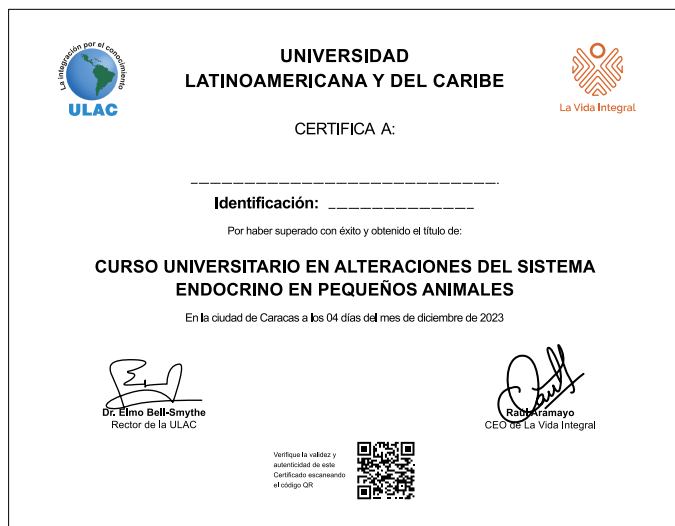 La integración por el conocimiento
ULAC
UNIVERSIDAD
LATINOAMERICANA Y DEL CARIBE
La Vida Integral
CERTIFICA A:
Identificación:
Por haber superado con éxito y obtenido el título de:
CURSO UNIVERSITARIO EN ALTERACIONES DEL SISTEMA
ENDOCRINO EN PEQUEÑOS ANIMALES
En la ciudad de Caracas a los 04 días del mes de diciembre de 2023
Dr. Elmo Bell-Smythe
Rector de la ULAC
Raúl Aramayo
CEO de La Vida Integral
Verifique la validez y
autenticidad de este
Certificado escaneando
el código QR